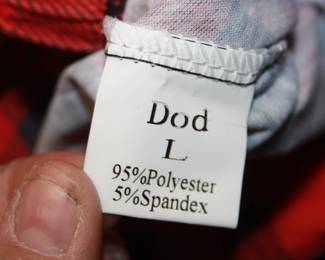 Dod
L
95%Polyester
5%Spandex